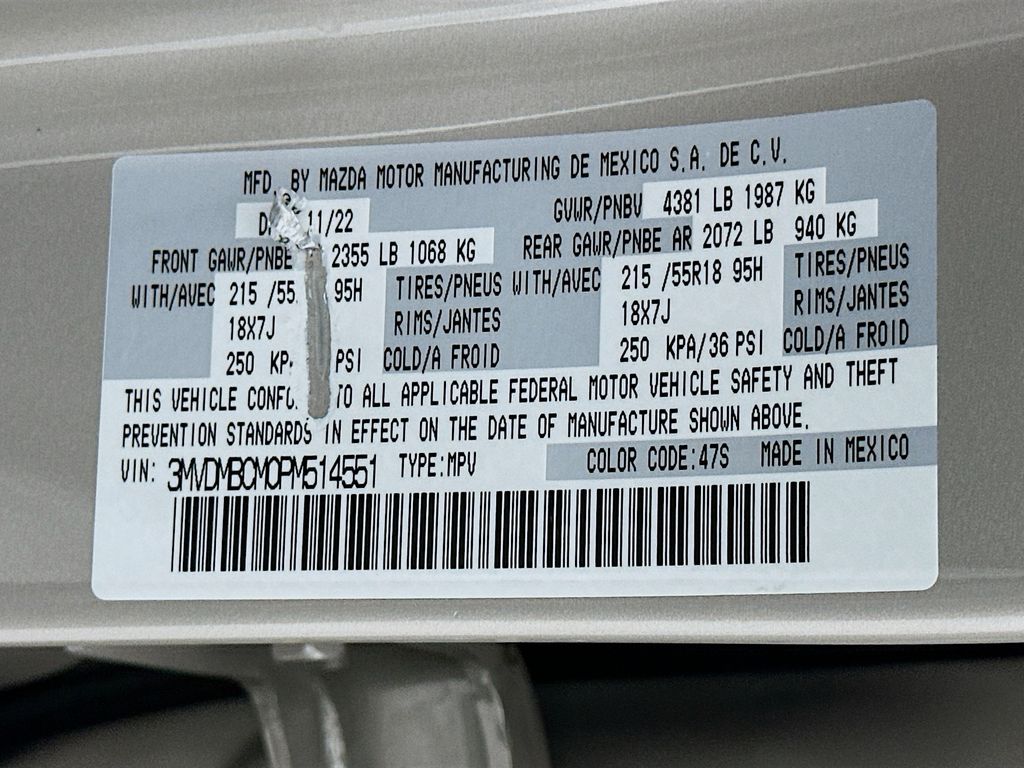 MFD. BY MAZDA MOTOR MANUFACTURING DE MEXICO S.A. DE C.V.
11/22 GVWR/PNBV 4381 LB 1987 KG
FRONT GAWR/PNBE 2355 LB 1068 KG REAR GAWR/PNBE AR 2072 LB 940 KG
WITH/AVEC 215 /55 95H TIRES/PNEUS WITH/AVEC 215 /55R18 95H TIRES/PNEUS
18X7J RIMS/JANTES 18X7J RIMS/JANTES
250 PSI COLD/A FROID 250 KPA/36 PSI COLD/A FROID
THIS VEHICLE TO ALL APPLICABLE FEDERAL MOTOR VEHICLE SAFETY AND THEFT
PREVENTION STANDARDS IN EFFECT ON THE DATE OF MANUFACTURE SHOWN ABOVE.
VIN: 3MVDMBCM0PM514551 TYPE:MPV COLOR CODE:47S MADE IN MEXICO